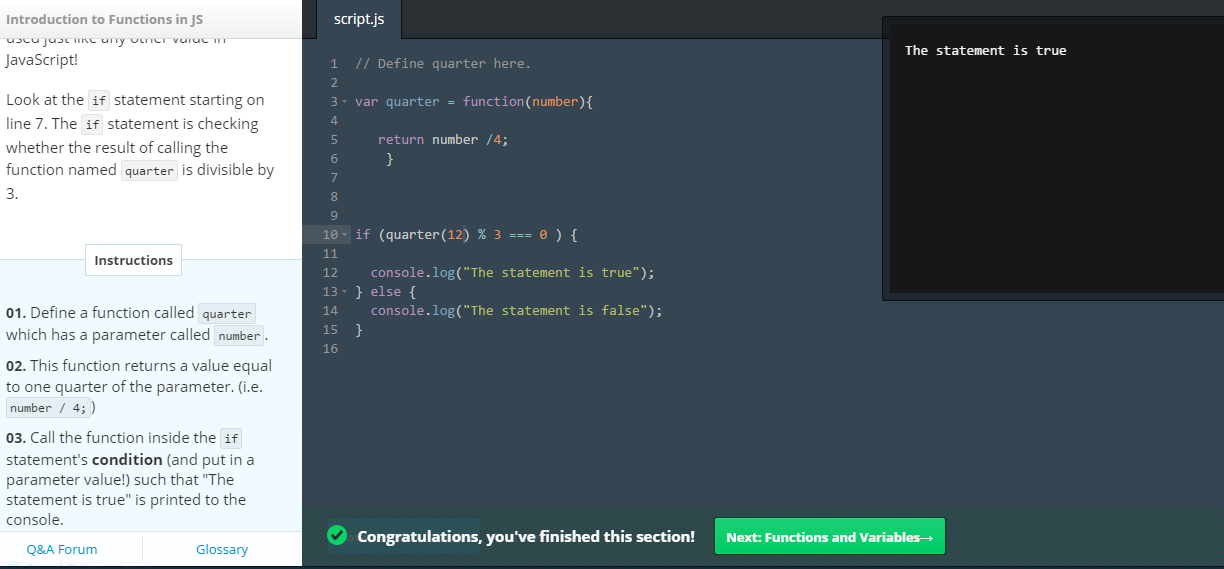 Introduction to Functions in JS
used just like any other value in
JavaScript!
Look at the if statement starting on
line 7. The if statement is checking
whether the result of calling the
function named quarter is divisible by
3.
Instructions
01. Define a function called quarter
which has a parameter called number.
02. This function returns a value equal
to one quarter of the parameter. (i.e.
number / 4;)
03. Call the function inside the if
statement's condition (and put in a
parameter value!) such that "The
statement is true" is printed to the
console.
Q&A Forum
Glossary
script.js
1 // Define quarter here.
2
3 var quarter = function(number){
4
5 return number /4;
6 }
7
8
9
10 if (quarter(12) % 3 === 0 ) {
11
12 console.log("The statement is true");
13 } else {
14 console.log("The statement is false");
15 }
16
The statement is true
Congratulations, you've finished this section!
Next: Functions and Variables→